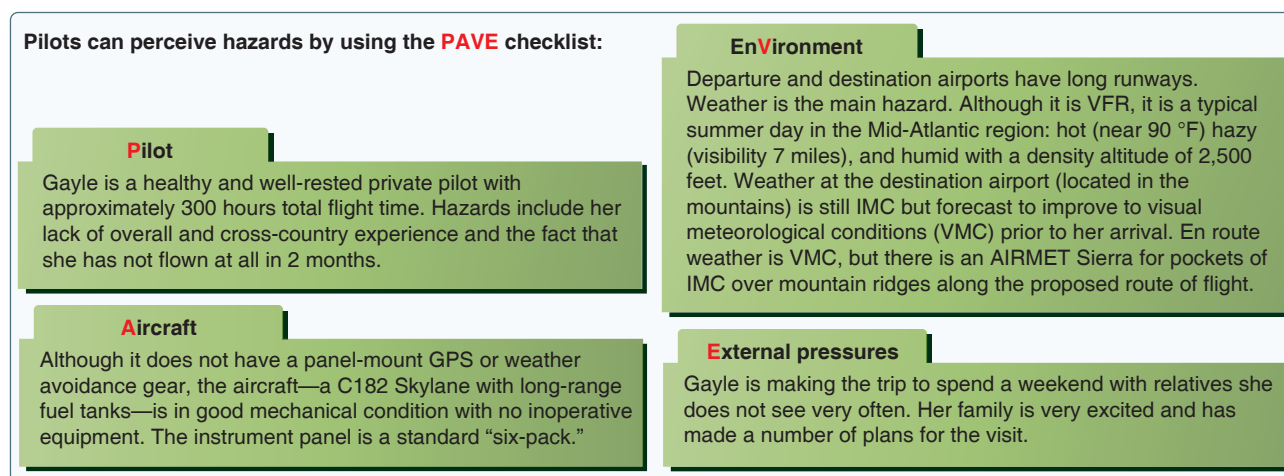 Pilots can perceive hazards by using the PAVE checklist:
Pilot
Gayle is a healthy and well-rested private pilot with
approximately 300 hours total flight time. Hazards include her
lack of overall and cross-country experience and the fact that
she has not flown at all in 2 months.
Aircraft
Although it does not have a panel-mount GPS or weather
avoidance gear, the aircraft—a C182 Skylane with long-range
fuel tanks—is in good mechanical condition with no inoperative
equipment. The instrument panel is a standard “six-pack.”
EnVironment
Departure and destination airports have long runways.
Weather is the main hazard. Although it is VFR, it is a typical
summer day in the Mid-Atlantic region: hot (near 90 °F) hazy
(visibility 7 miles), and humid with a density altitude of 2,500
feet. Weather at the destination airport (located in the
mountains) is still IMC but forecast to improve to visual
meteorological conditions (VMC) prior to her arrival. En route
weather is VMC, but there is an AIRMET Sierra for pockets of
IMC over mountain ridges along the proposed route of flight.
External pressures
Gayle is making the trip to spend a weekend with relatives she
does not see very often. Her family is very excited and has
made a number of plans for the visit.